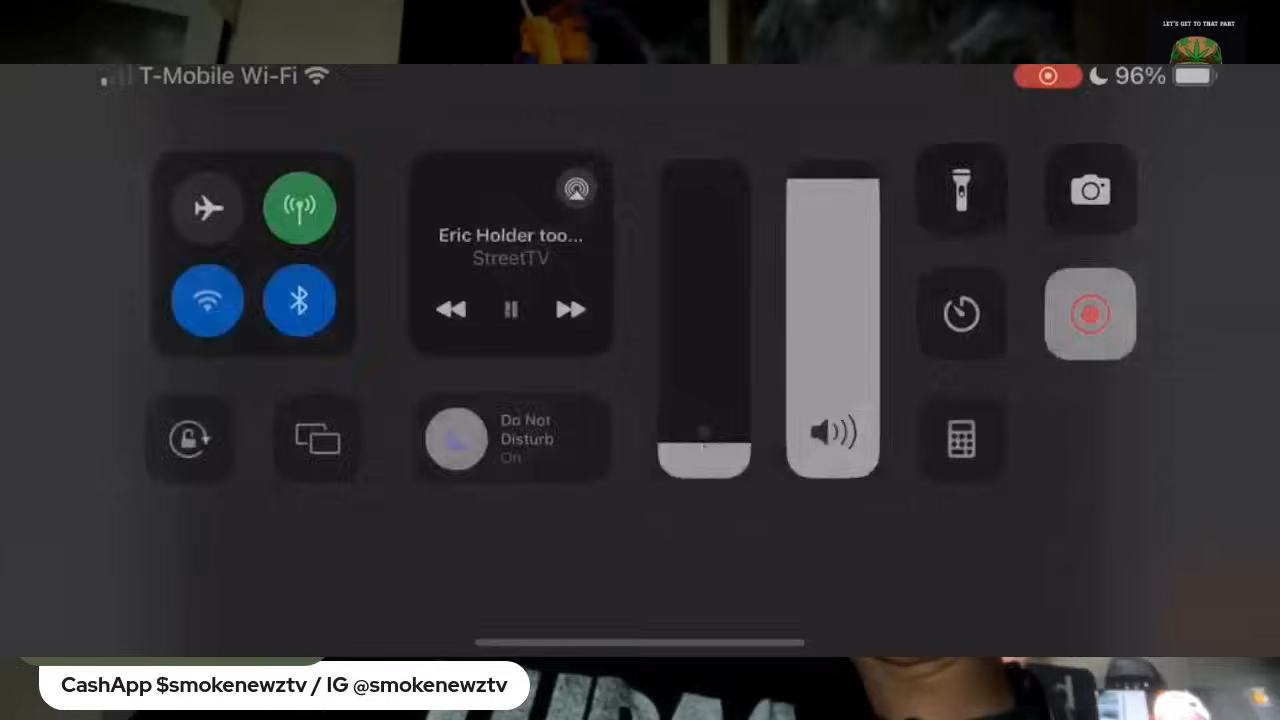 LET'S GET TO THAT PART
T-Mobile Wi-Fi
96%
Eric Holder too...
StreetTV
Do Not
Disturb
On
CashApp $smokenewztv / IG @smokenewztv